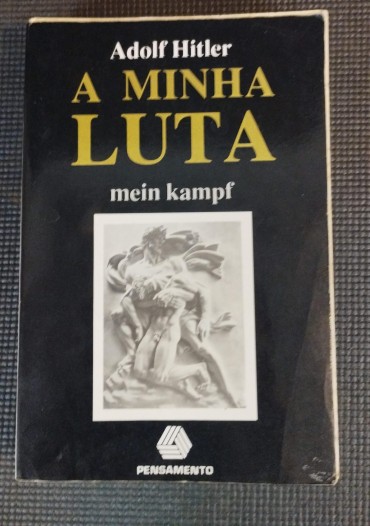 Adolf Hitler
A MINHA
LUTA
mein kampf
PENSAMENTO